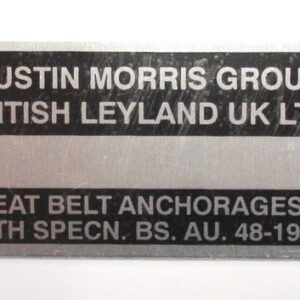 USTIN MORRIS GROU
ITISH LEYLAND UK LT
EAT BELT ANCHORAGES
TH SPECN. BS. AU. 48-19